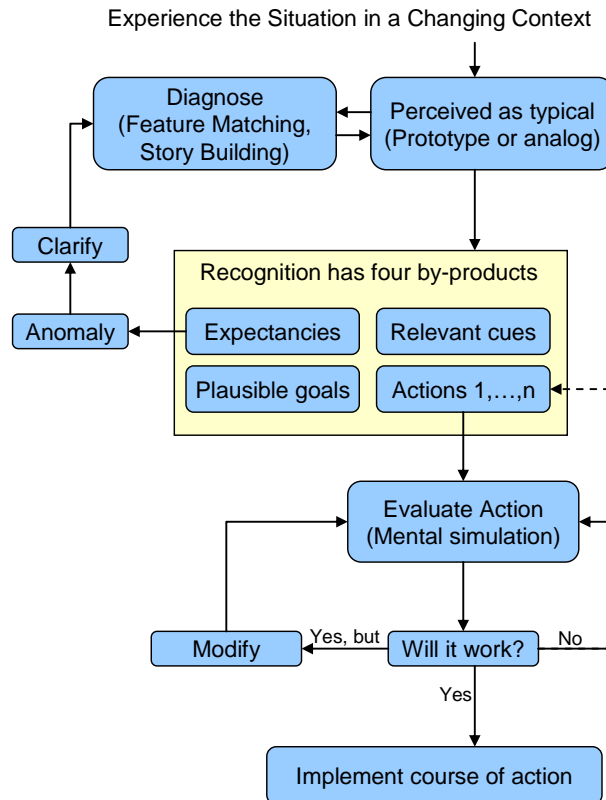 Experience the Situation in a Changing Context
Diagnose
(Feature Matching,
Story Building)
Perceived as typical
(Prototype or analog)
Clarify
Recognition has four by-products
Anomaly
Expectancies
Relevant cues
Plausible goals
Actions 1,…,n
Evaluate Action
(Mental simulation)
Modify
Yes, but
Will it work?
No
Yes
Implement course of action